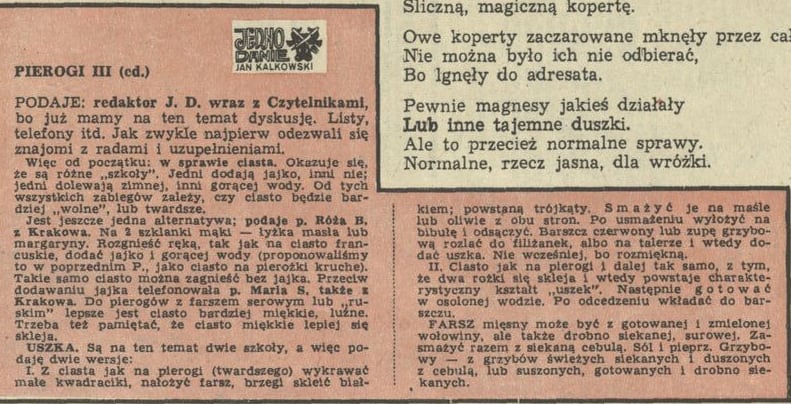 JEDNO
DANIE
JAN KALKOWSKI
PIEROGI III (cd.)
PODAJE: redaktor J. D. wraz z Czytelnikami,
bo już mamy na ten temat dyskusję. Listy,
telefony itd. Jak zwykle najpierw odezwali się
znajomi z radami i uzupełnieniami.
Więc od początku: w sprawie ciasta. Okazuje się,
że są różne „szkoły". Jedni dodają jajko, inni nie;
jedni dolewają zimnej, inni gorącej wody. Od tych
wszystkich zabiegów zależy, czy ciasto będzie bar-
dziej „wolne", lub twardsze.
Jest jeszcze jedna alternatywa; podaje p. Róża B.
z Krakowa. Na 2 szklanki mąki — łyżka masła lub
margaryny. Rozgnieść ręką, tak jak na ciasto fran-
cuskie, dodać jajko i gorącej wody (proponowaliśmy
to w poprzednim P., jako ciasto na pierożki kruche).
Takie samo ciasto można zagnieść bez jajka. Przeciw
dodawaniu jajka telefonowała p. Maria S. także z
Krakowa. Do pierogów z farszem serowym lub „ru-
skim" lepsze jest ciasto bardziej miękkie, luźne.
Trzeba też pamiętać, że ciasto miękkie lepiej się
skleja.
USZKA. Są na ten temat dwie szkoły, a więc po-
daję dwie wersje:
I. Z ciasta jak na pierogi (twardszego) wykrawać
małe kwadraciki, nałożyć farsz, brzegi skleić biał-
kiem; powstaną trójkąty. Smażyć je na maśle
lub oliwie z obu stron. Po usmażeniu wyłożyć na
bibułę i odsączyć. Barszcz czerwony lub zupę grzybo-
wą rozlać do filiżanek, albo na talerze i wtedy do-
dać uszka. Nie wcześniej, bo rozmiękną.
II. Ciasto jak na pierogi i dalej tak samo, z tym,
że dwa rożki się skleja i wtedy powstaje charakte-
rystyczny kształt „uszek". Następnie gotować
w osolonej wodzie. Po odcedzeniu wkładać do bar-
szczu.
FARSZ mięsny może być z gotowanej i zmielonej
wołowiny, ale także drobno siekanej, surowej. Za-
smażyć razem z siekaną cebulą. Sól i pieprz. Grzybo-
wy — z grzybów świeżych siekanych i duszonych
z cebulą, lub suszonych, gotowanych i drobno sie-
kanych.
Śliczną, magiczną kopertę.
Owe koperty zaczarowane mknęły przez cał
Nie można było ich nie odbierać,
Bo lgnęły do adresata.
Pewnie magnesy jakieś działały
Lub inne tajemne duszki.
Ale to przecież normalne sprawy.
Normalne, rzecz jasna, dla wróżki.